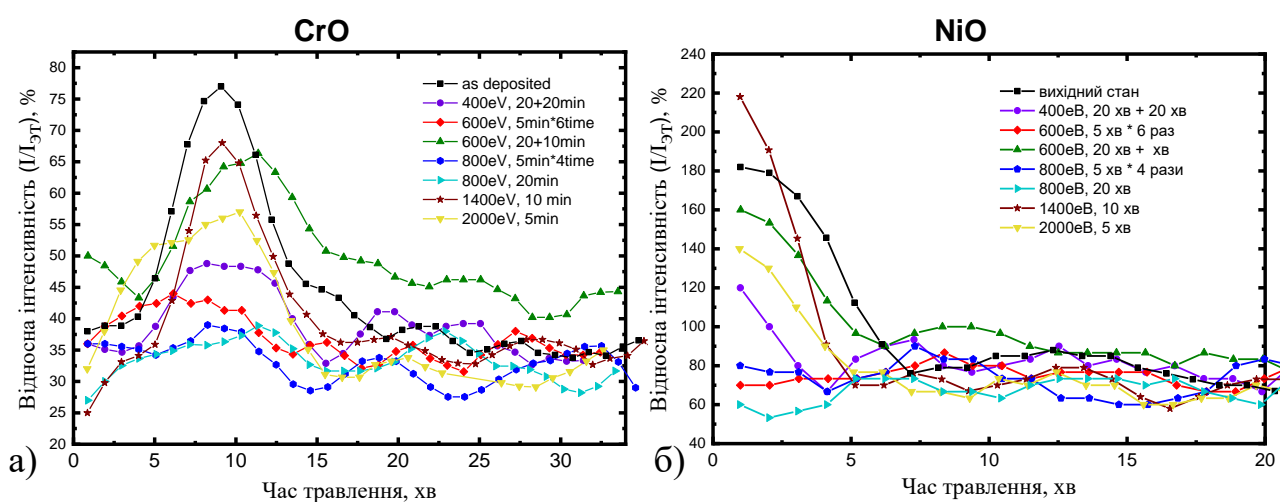 CrO
Відносна інтенсивність (I/I_ЭТ), %
80
75
70
65
60
55
50
45
40
35
30
25
20
as deposited
400eV, 20+20min
600eV, 5min*6time
600eV, 20+10min
800eV, 5min*4time
800eV, 20min
1400eV, 10 min
2000eV, 5min
0 5 10 15 20 25 30
Час травлення, хв
а)
NiO
Відносна інтенсивність (I/I_ЭТ), %
240
220
200
180
160
140
120
100
80
60
40
вихідний стан
400еВ, 20 хв + 20 хв
600еВ, 5 хв * 6 раз
600еВ, 20 хв + хв
800еВ, 5 хв * 4 рази
800еВ, 20 хв
1400еВ, 10 хв
2000еВ, 5 хв
0 5 10 15 20
Час травлення, хв
б)